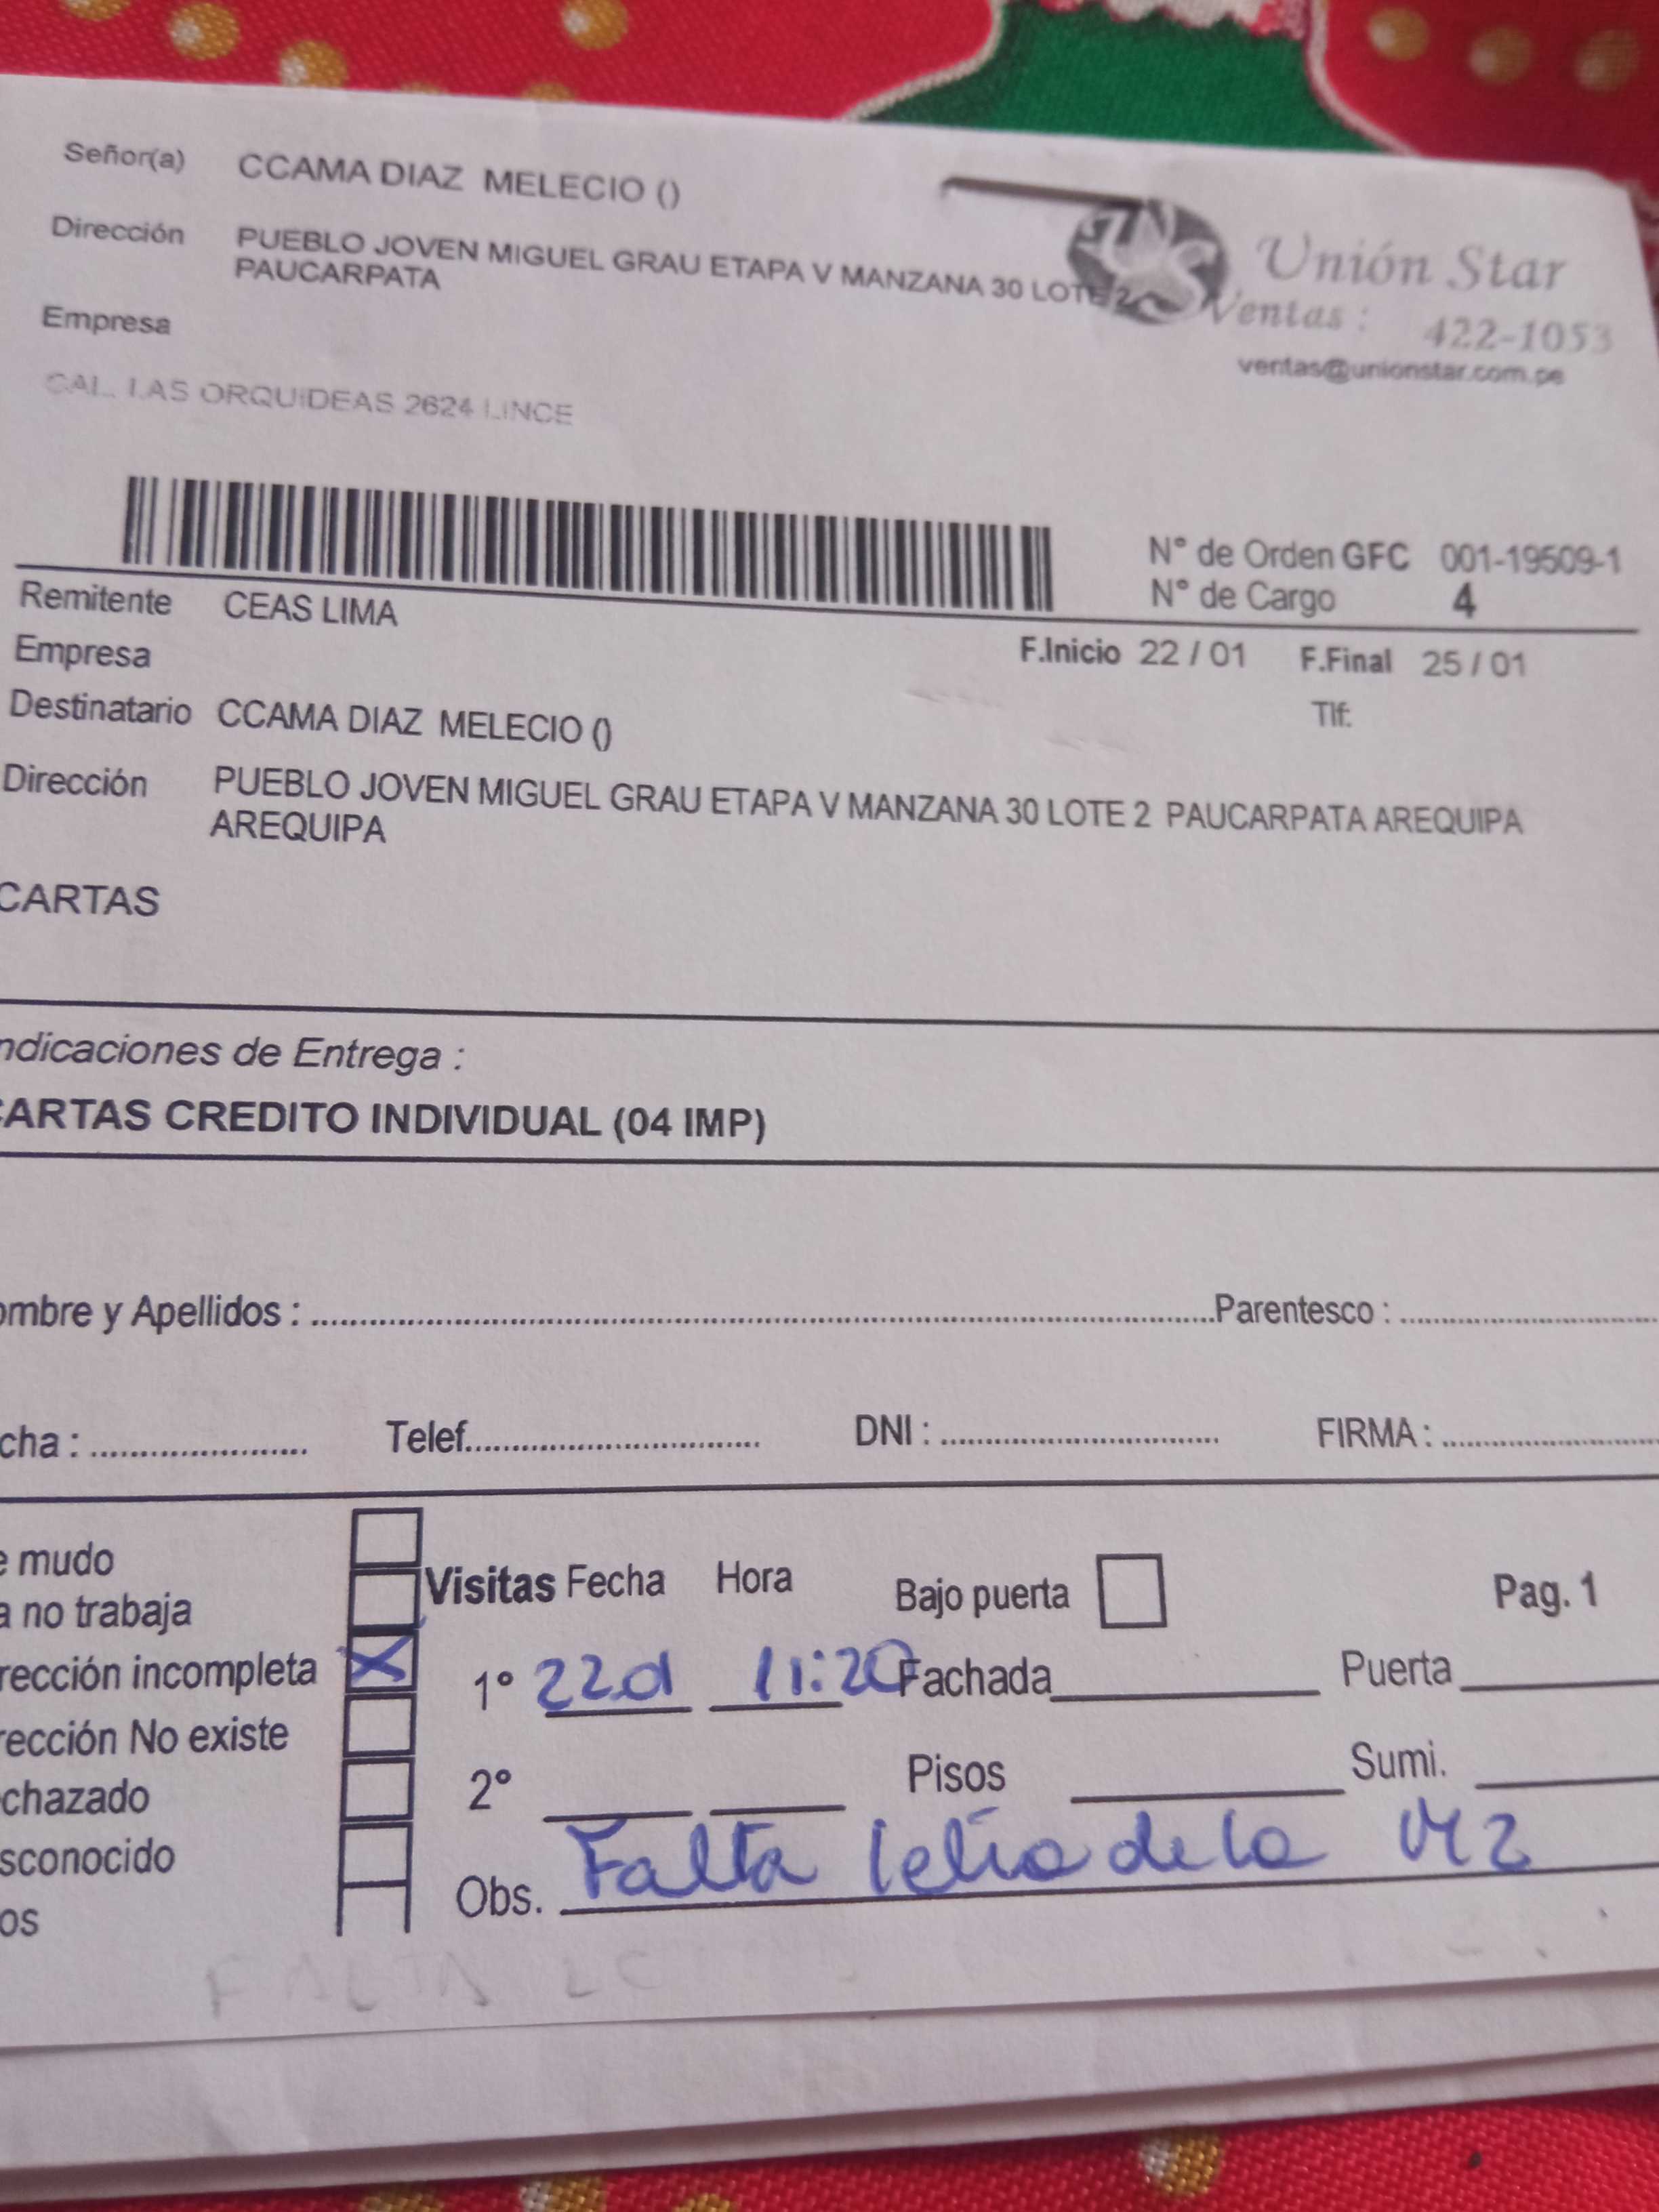 Señor(a) CCAMA DIAZ MELECIO ()
Dirección PUEBLO JOVEN MIGUEL GRAU ETAPA V MANZANA 30 LOTE 2
PAUCARPATA
Unión Star
Ventas : 422-1053
ventas@unionstar.com.pe
Empresa
CAL. LAS ORQUIDEAS 2624 LINCE
N° de Orden GFC 001-19509-1
N° de Cargo 4
Remitente CEAS LIMA
Empresa
F.Inicio 22 / 01 F.Final 25 / 01
Destinatario CCAMA DIAZ MELECIO ()
Tlf:
Dirección PUEBLO JOVEN MIGUEL GRAU ETAPA V MANZANA 30 LOTE 2 PAUCARPATA AREQUIPA
AREQUIPA
CARTAS
ndicaciones de Entrega :
CARTAS CREDITO INDIVIDUAL (04 IMP)
ombre y Apellidos : Parentesco :
cha : Telef. DNI : FIRMA :
e mudo
a no trabaja
Visitas Fecha Hora Bajo puerta Pag. 1
rección incompleta X 1° 22 01 11:20 Fachada Puerta
rección No existe
chazado 2° Pisos Sumi.
sconocido
os
Obs. Falta letra de la MZ
FALTA LE